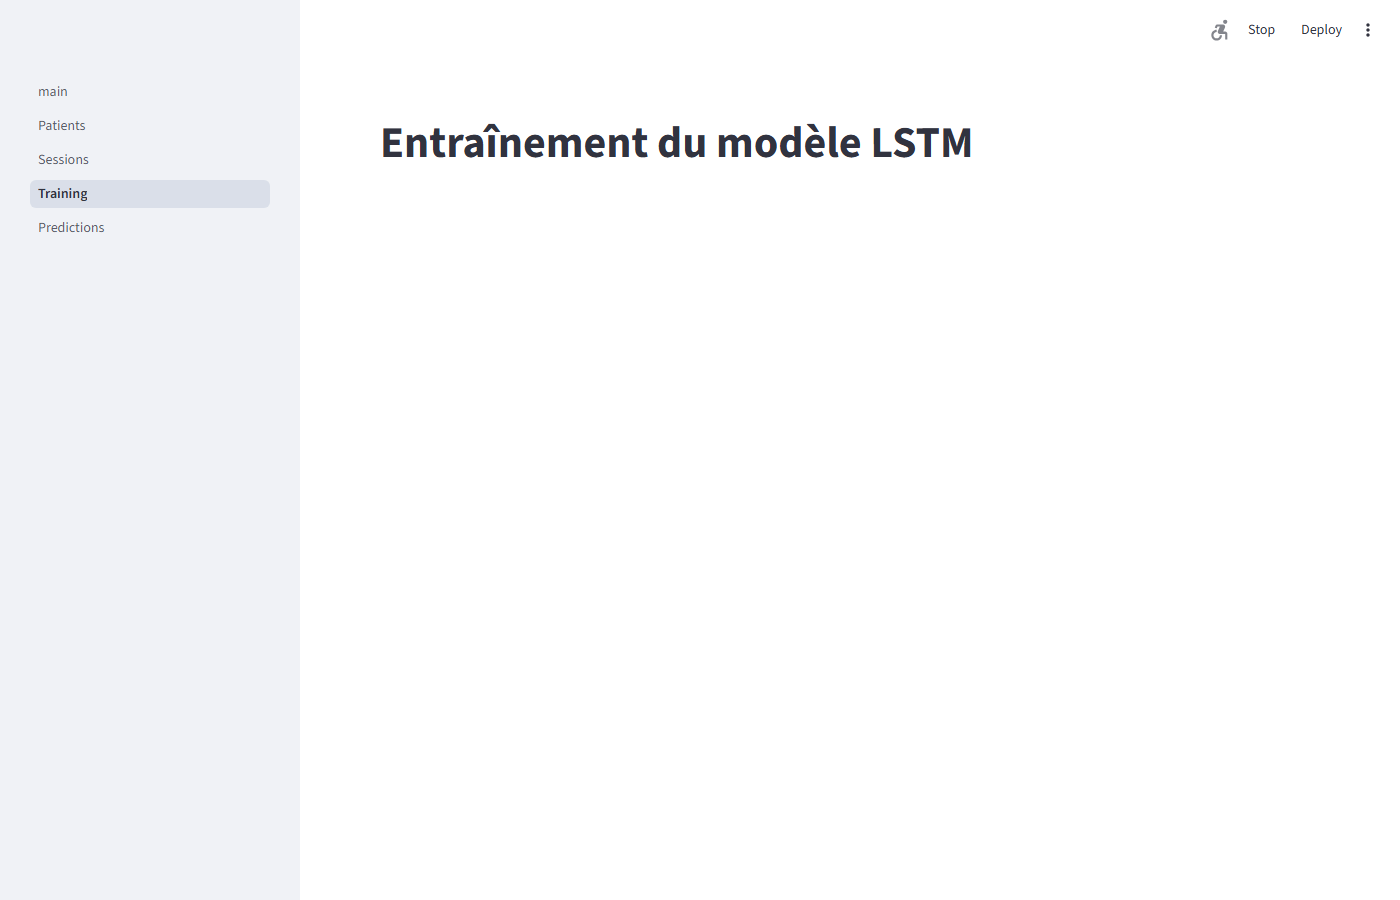 Stop Deploy
main
Patients
Sessions
Training
Predictions
Entraînement du modèle LSTM